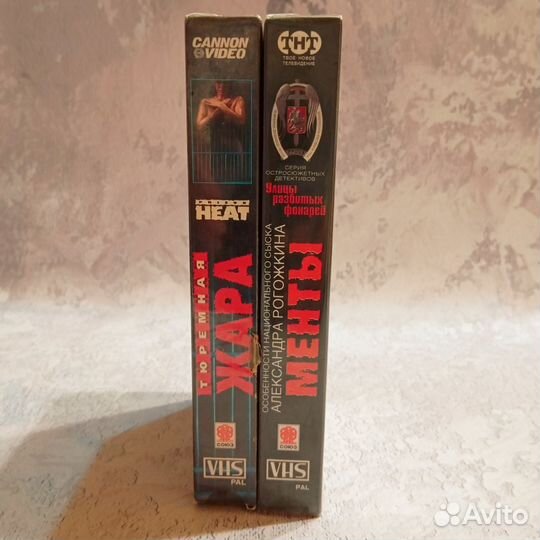 CANNON
VIDEO
HEAT
ТЮРЕМНАЯ
ЖАРА
СОЮЗ
VHS
PAL
ТНТ
ТВОЕ НОВОЕ
ТЕЛЕВИДЕНИЕ
СЕРИЯ
ОСТРОСЮЖЕТНЫХ
ДЕТЕКТИВОВ
Улицы
разбитых
фонарей
ОСОБЕННОСТИ НАЦИОНАЛЬНОГО СЫСКА
АЛЕКСАНДРА РОГОЖКИНА
МЕНТЫ
СОЮЗ
VHS
PAL
Avito